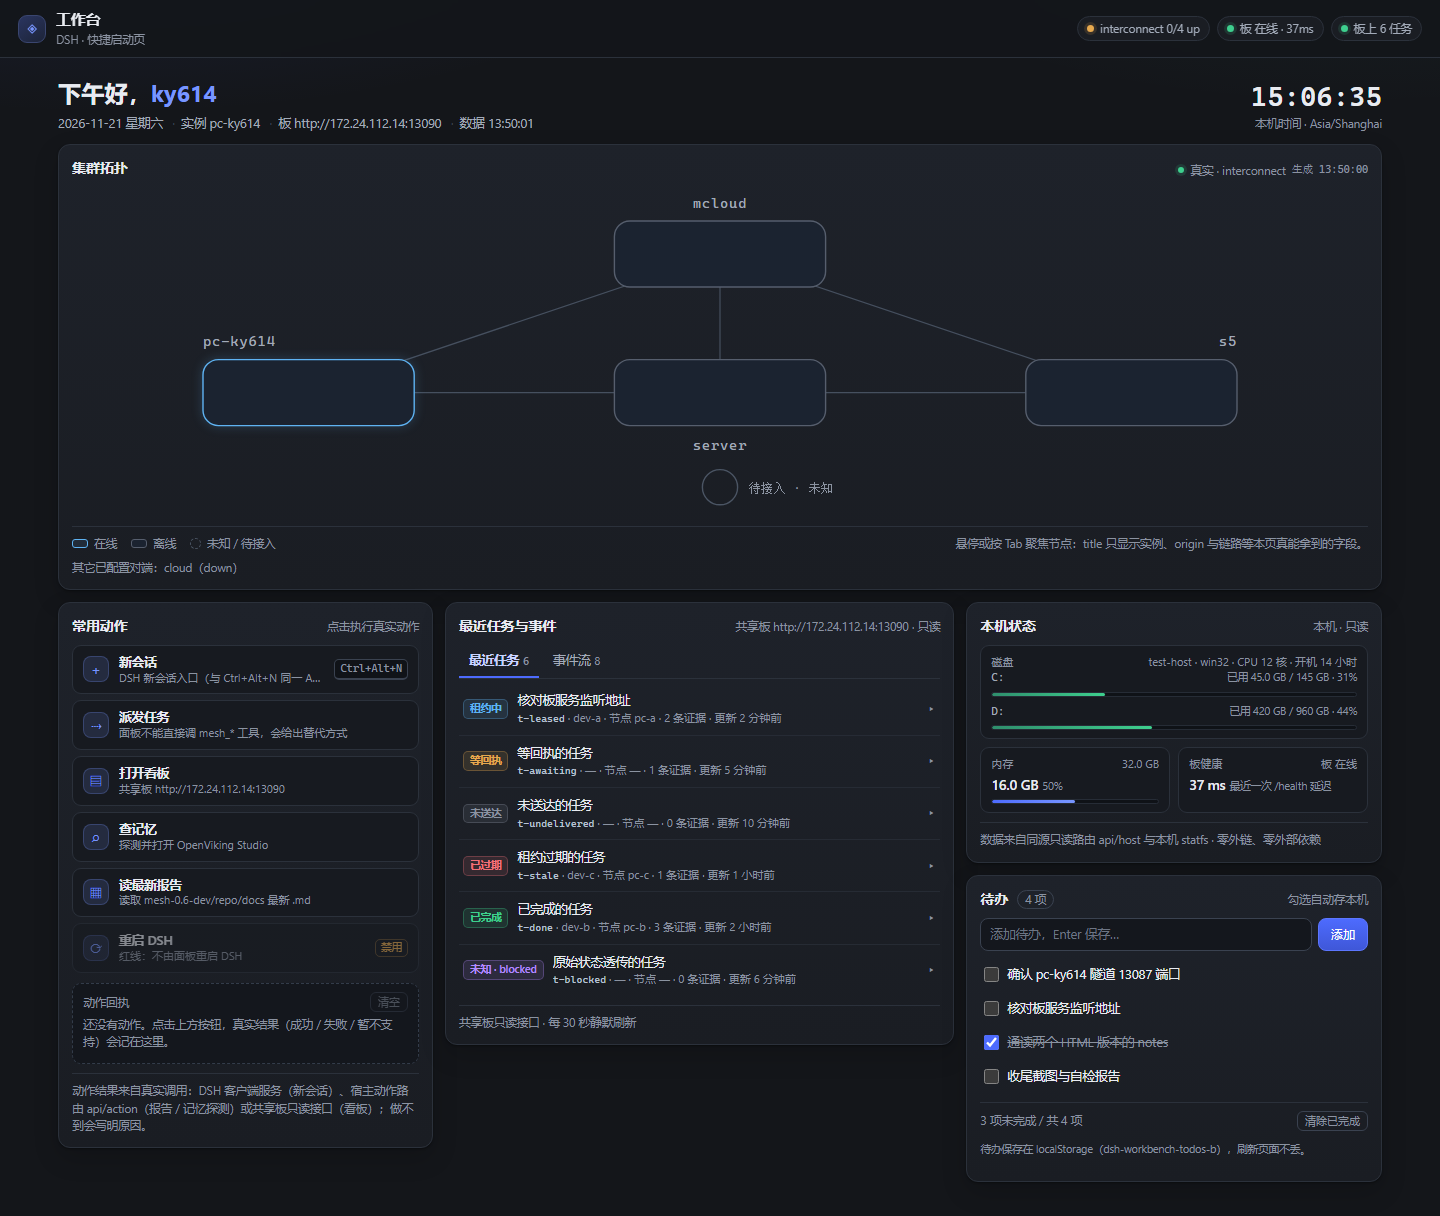 工作台
DSH · 快捷启动页
interconnect 0/4 up
板 在线 · 37ms
板上 6 任务
下午好，ky614
2026-11-21 星期六 · 实例 pc-ky614 · 板 http://172.24.112.14:13090 · 数据 13:50:01
15:06:35
本机时间 · Asia/Shanghai
集群拓扑
真实 · interconnect 生成 13:50:00
mcloud
pc-ky614
s5
server
待接入 · 未知
在线 离线 未知 / 待接入
悬停或按 Tab 聚焦节点：title 只显示实例、origin 与链路等本页真能拿到的字段。
其它已配置对端：cloud（down）
常用动作
点击执行真实动作
新会话
DSH 新会话入口（与 Ctrl+Alt+N 同一 A...
Ctrl+Alt+N
派发任务
面板不能直接调 mesh_* 工具，会给出替代方式
打开看板
共享板 http://172.24.112.14:13090
查记忆
探测并打开 OpenViking Studio
读最新报告
读取 mesh-0.6-dev/repo/docs 最新 .md
重启 DSH
红线：不由面板重启 DSH
禁用
动作回执
清空
还没有动作。点击上方按钮，真实结果（成功 / 失败 / 暂不支
持）会记在这里。
动作结果来自真实调用：DSH 客户端服务（新会话）、宿主动作路
由 api/action（报告 / 记忆探测）或共享板只读接口（看板）；做不
到会写明原因。
最近任务与事件
共享板 http://172.24.112.14:13090 · 只读
最近任务 6
事件流 8
租约中
核对板服务监听地址
t-leased · dev-a · 节点 pc-a · 2 条证据 · 更新 2 分钟前
等回执
等回执的任务
t-awaiting · — · 节点 — · 1 条证据 · 更新 5 分钟前
未送达
未送达的任务
t-undelivered · — · 节点 — · 0 条证据 · 更新 10 分钟前
已过期
租约过期的任务
t-stale · dev-c · 节点 pc-c · 1 条证据 · 更新 1 小时前
已完成
已完成的任务
t-done · dev-b · 节点 pc-b · 3 条证据 · 更新 2 小时前
未知 · blocked
原始状态透传的任务
t-blocked · — · 节点 — · 0 条证据 · 更新 6 分钟前
共享板只读接口 · 每 30 秒静默刷新
本机状态
本机 · 只读
磁盘
test-host · win32 · CPU 12 核 · 开机 14 小时
C:
已用 45.0 GB / 145 GB · 31%
D:
已用 420 GB / 960 GB · 44%
内存
32.0 GB
16.0 GB 50%
板健康
板 在线
37 ms 最近一次 /health 延迟
数据来自同源只读路由 api/host 与本机 statfs · 零外链、零外部依赖
待办 4 项
勾选自动存本机
添加待办，Enter 保存...
添加
确认 pc-ky614 隧道 13087 端口
核对板服务监听地址
通读两个 HTML 版本的 notes
收尾截图与自检报告
3 项未完成 / 共 4 项
清除已完成
待办保存在 localStorage（dsh-workbench-todos-b），刷新页面不丢。